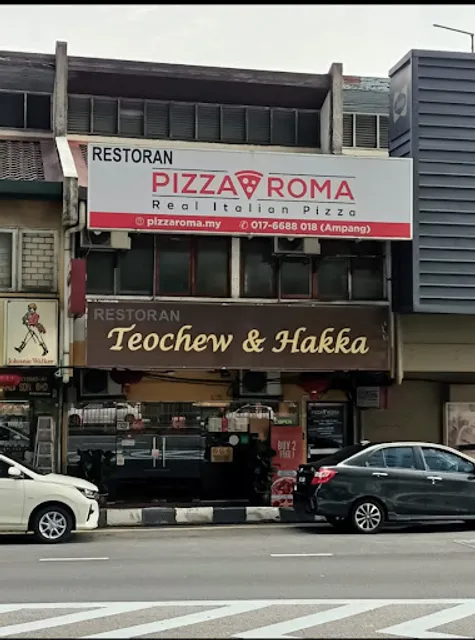 RESTORAN
PIZZA ROMA
Real Italian Pizza
pizzaroma.my 017-6688 018 (Ampang)
RESTORAN
Teochew & Hakka
Johnnie Walker
BUY 2